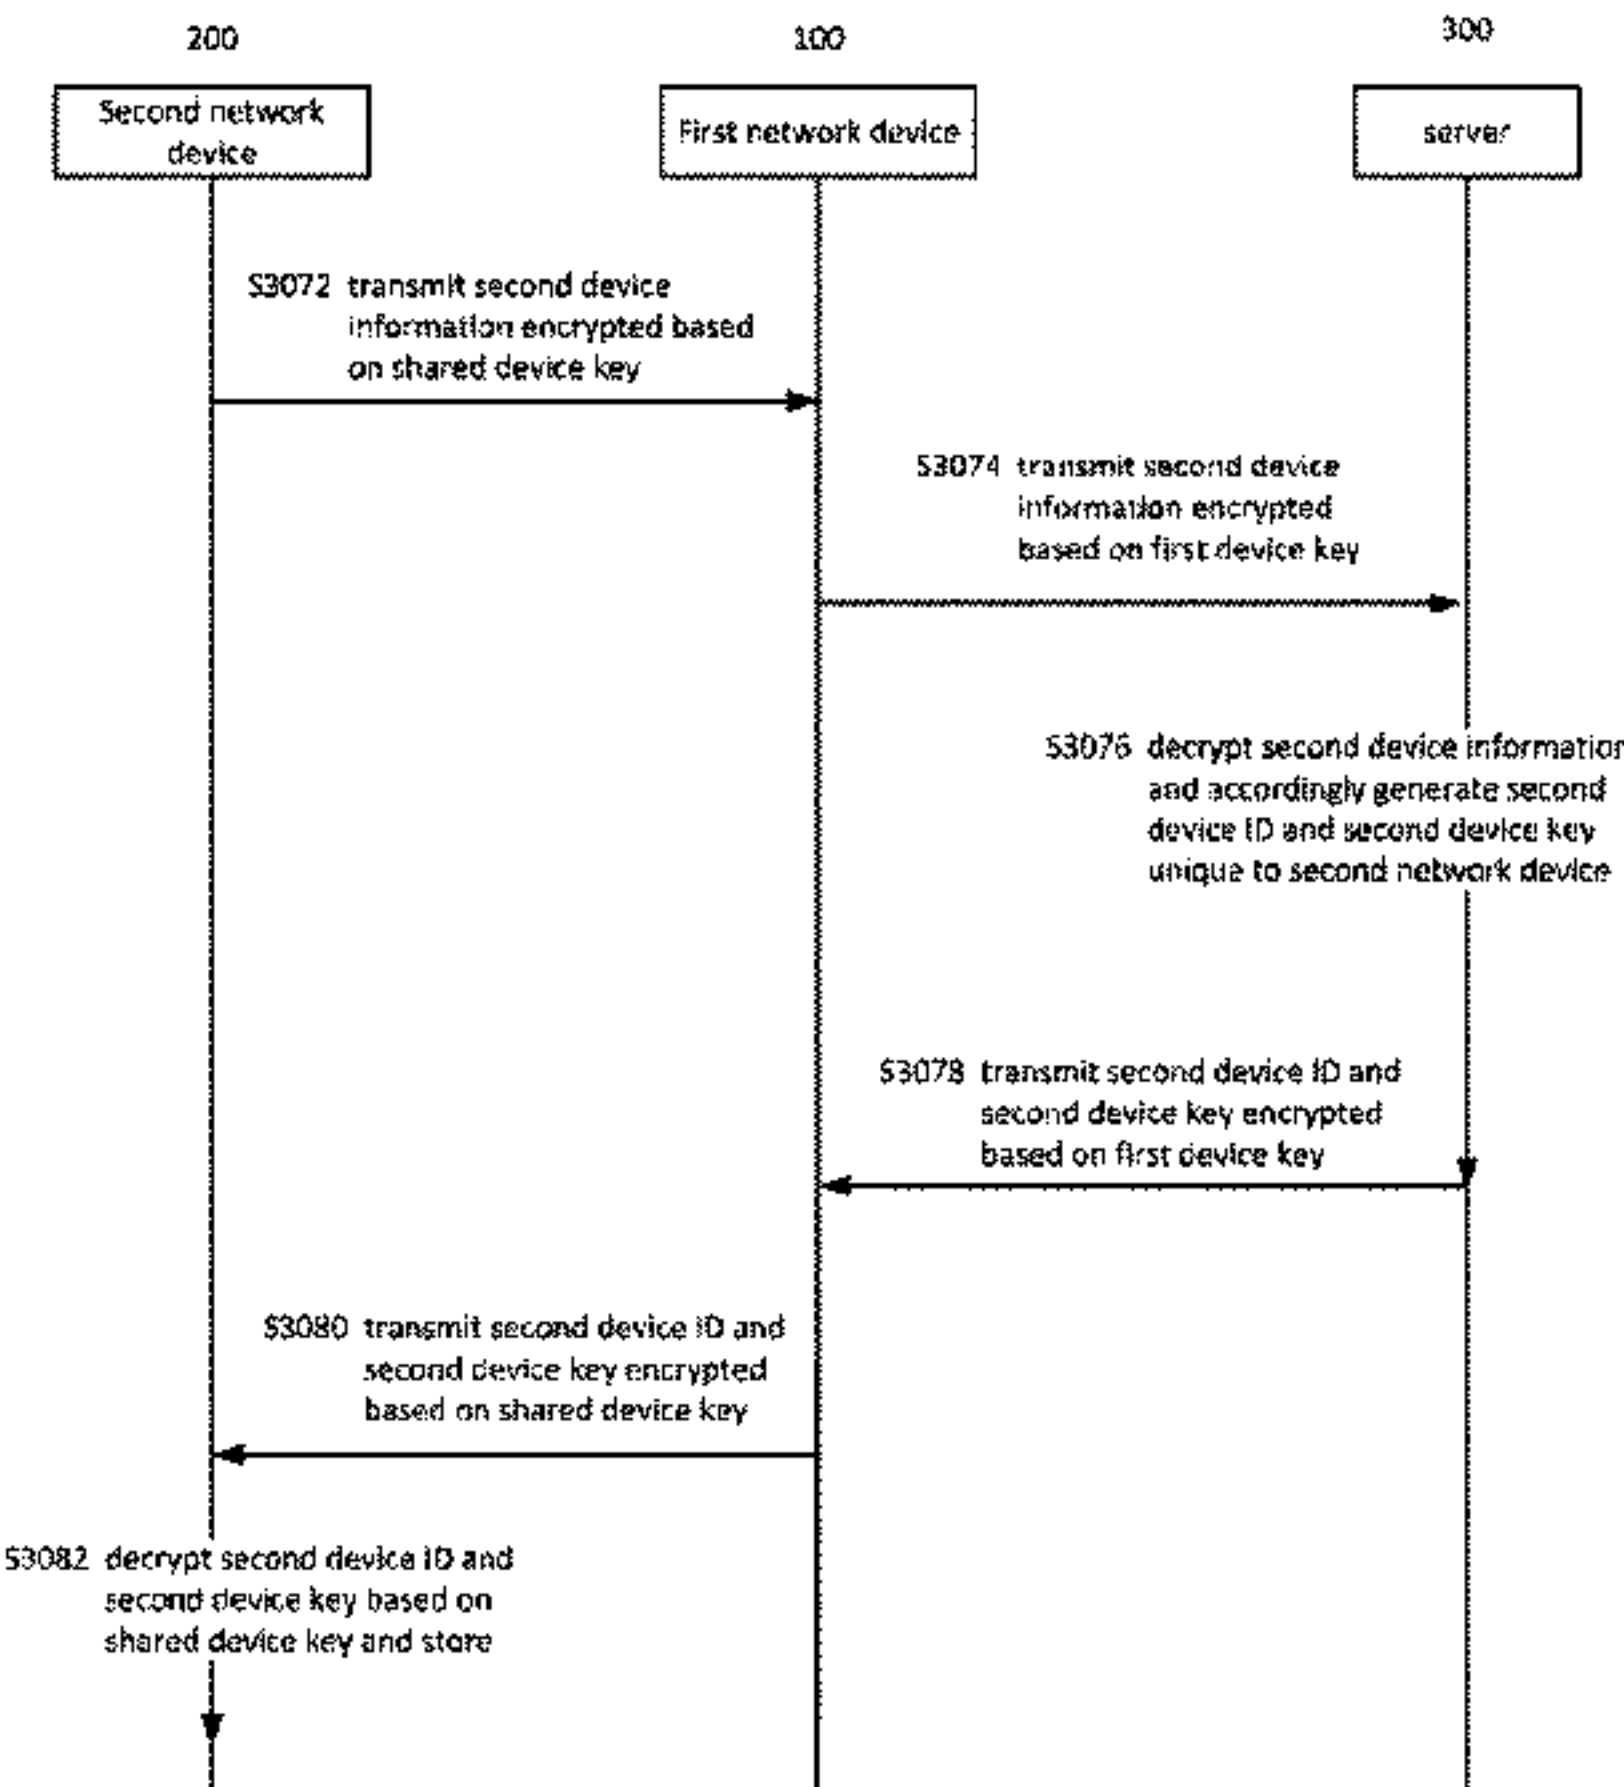 200
100
300
Second network
device
First network device
server
S3072 transmit second device
information encrypted based
on shared device key
S3074 transmit second device
information encrypted
based on first device key
S3076 decrypt second device information
and accordingly generate second
device ID and second device key
unique to second network device
S3078 transmit second device ID and
second device key encrypted
based on first device key
S3080 transmit second device ID and
second device key encrypted
based on shared device key
S3082 decrypt second device ID and
second device key based on
shared device key and store